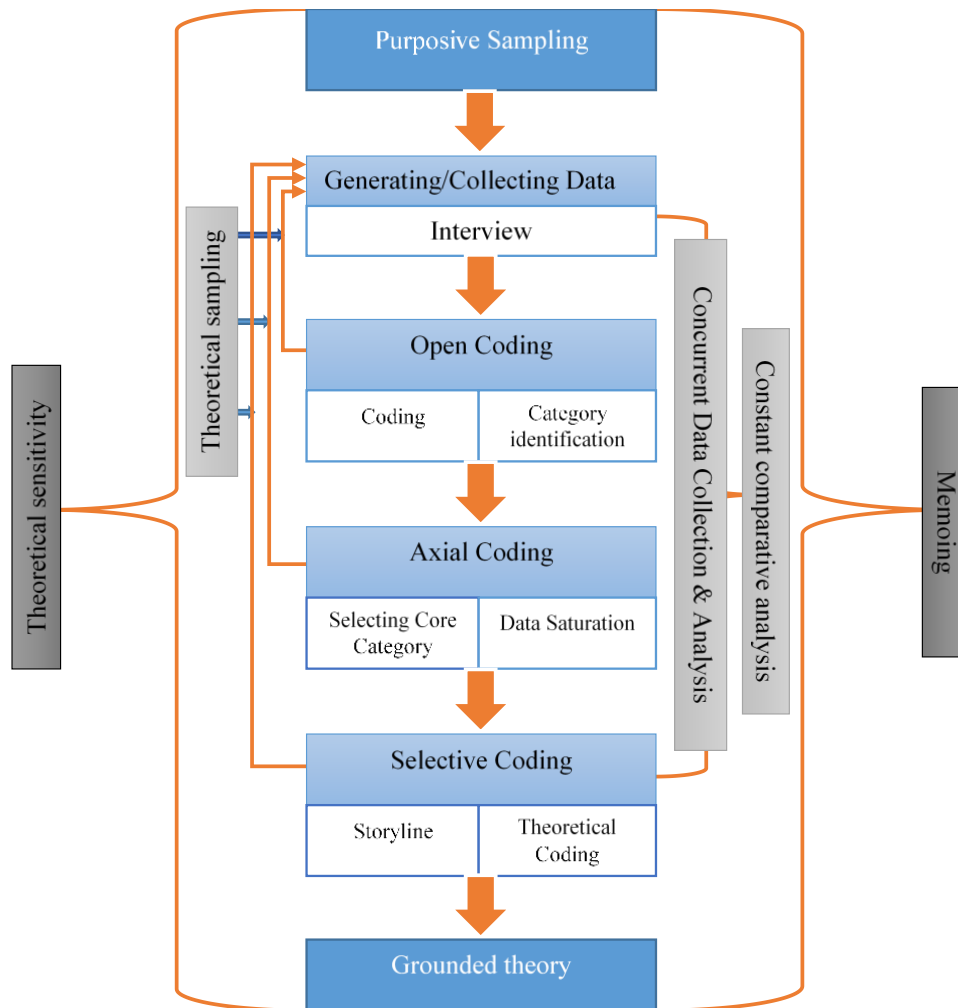 Purposive Sampling
Generating/Collecting Data
Interview
Open Coding
Coding
Category
identification
Axial Coding
Selecting Core
Category
Data Saturation
Selective Coding
Storyline
Theoretical
Coding
Grounded theory
Theoretical sampling
Theoretical sensitivity
Concurrent Data Collection & Analysis
Constant comparative analysis
Memoing